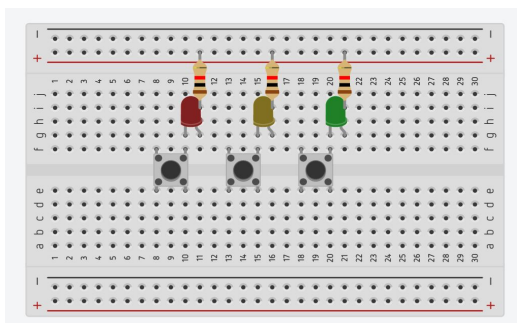 − −
+ +
1 2 3 4 5 6 7 8 9 10 12 13 14 15 17 18 19 20 22 23 24 25 26 27 28 29 30
j j
i i
h h
g g
f f
e e
d d
c c
b b
a a
1 2 3 4 5 6 7 8 9 10 11 12 13 14 15 16 17 18 19 20 21 22 23 24 25 26 27 28 29 30
− −
+ +